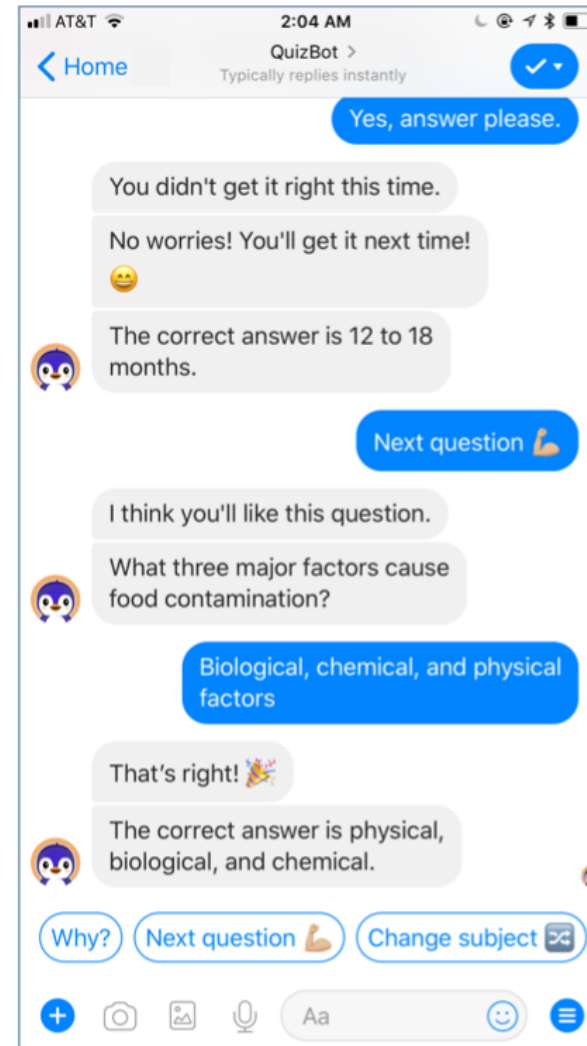 AT&T 2:04 AM
Home
QuizBot >
Typically replies instantly
Yes, answer please.
You didn't get it right this time.
No worries! You'll get it next time!
😄
The correct answer is 12 to 18
months.
Next question 💪🏼
I think you'll like this question.
What three major factors cause
food contamination?
Biological, chemical, and physical
factors
That's right! 🎉
The correct answer is physical,
biological, and chemical.
Why? Next question 💪🏼 Change subject 🔀
Aa